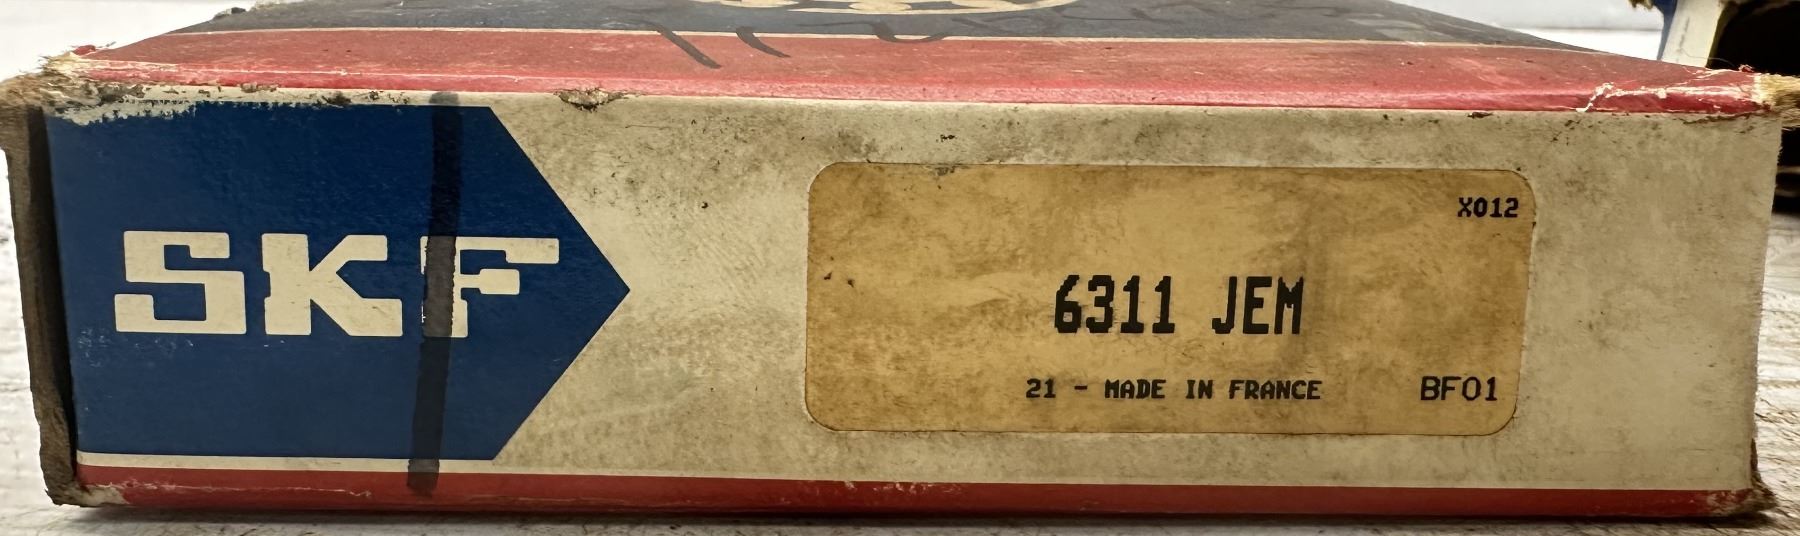 SKF
X012
6311 JEM
21 - MADE IN FRANCE BF01